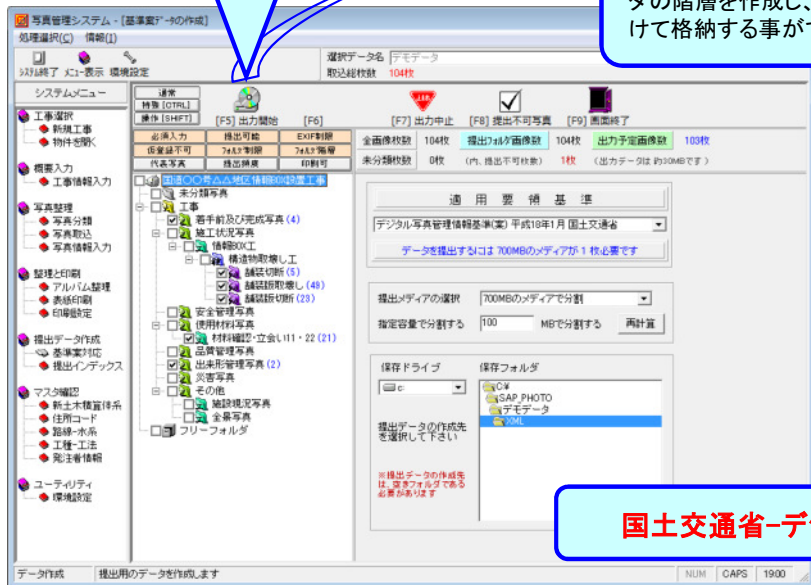 タの階層を作成し、
けて格納する事がで
写真管理システム - [基準案データの作成]
処理選択(C) 情報(I)
システム終了 メニュー表示 環境設定
選択データ名 デモデータ
取込総枚数 104枚
システムメニュー
工事選択
新規工事
物件を開く
概要入力
工事情報入力
写真整理
写真分類
写真取込
写真情報入力
整理と印刷
アルバム整理
表紙印刷
印刷設定
提出データ作成
基準案対応
提出インデックス
マスタ確認
新土木積算体系
住所コード
路線-水系
工種-工法
発注者情報
ユーティリティ
環境設定
通常
特殊 [CTRL]
操作 [SHIFT]
[F5] 出力開始 [F6] [F7] 出力中止 [F8] 提出不可写真 [F9] 画面終了
必須入力 提出可能 EXIF制限
仮登録不可 フォルダ制限 フォルダ階層
代表写真 提出頻度 印刷可
全画像枚数 104枚 提出フォルダ画像数 104枚 出力予定画像数 103枚
未分類枚数 0枚 (内、提出不可枚数) 1枚 (出力データは 約30MBです)
国道〇〇号△△地区情報BOX設置工事
未分類写真
工事
着手前及び完成写真 (4)
施工状況写真
情報BOX工
構造物取壊し工
舗装切断 (5)
舗装版取壊し (49)
舗装版切断 (23)
安全管理写真
使用材料写真
材料確認・立会い11・22 (21)
品質管理写真
出来形管理写真 (2)
災害写真
その他
施設現況写真
全景写真
フリーフォルダ
適用要領基準
デジタル写真管理情報基準(案) 平成18年1月 国土交通省
データを提出するには 700MBのメディアが 1 枚必要です
提出メディアの選択 700MBのメディアで分割
指定容量で分割する 100 MBで分割する 再計算
保存ドライブ 保存フォルダ
c:
C¥
SAP_PHOTO
デモデータ
XML
提出データの作成先
を選択して下さい
※提出データの作成先
は、空きフォルダである
必要があります
国土交通省-デ
データ作成 提出用のデータを作成します NUM CAPS 19:00